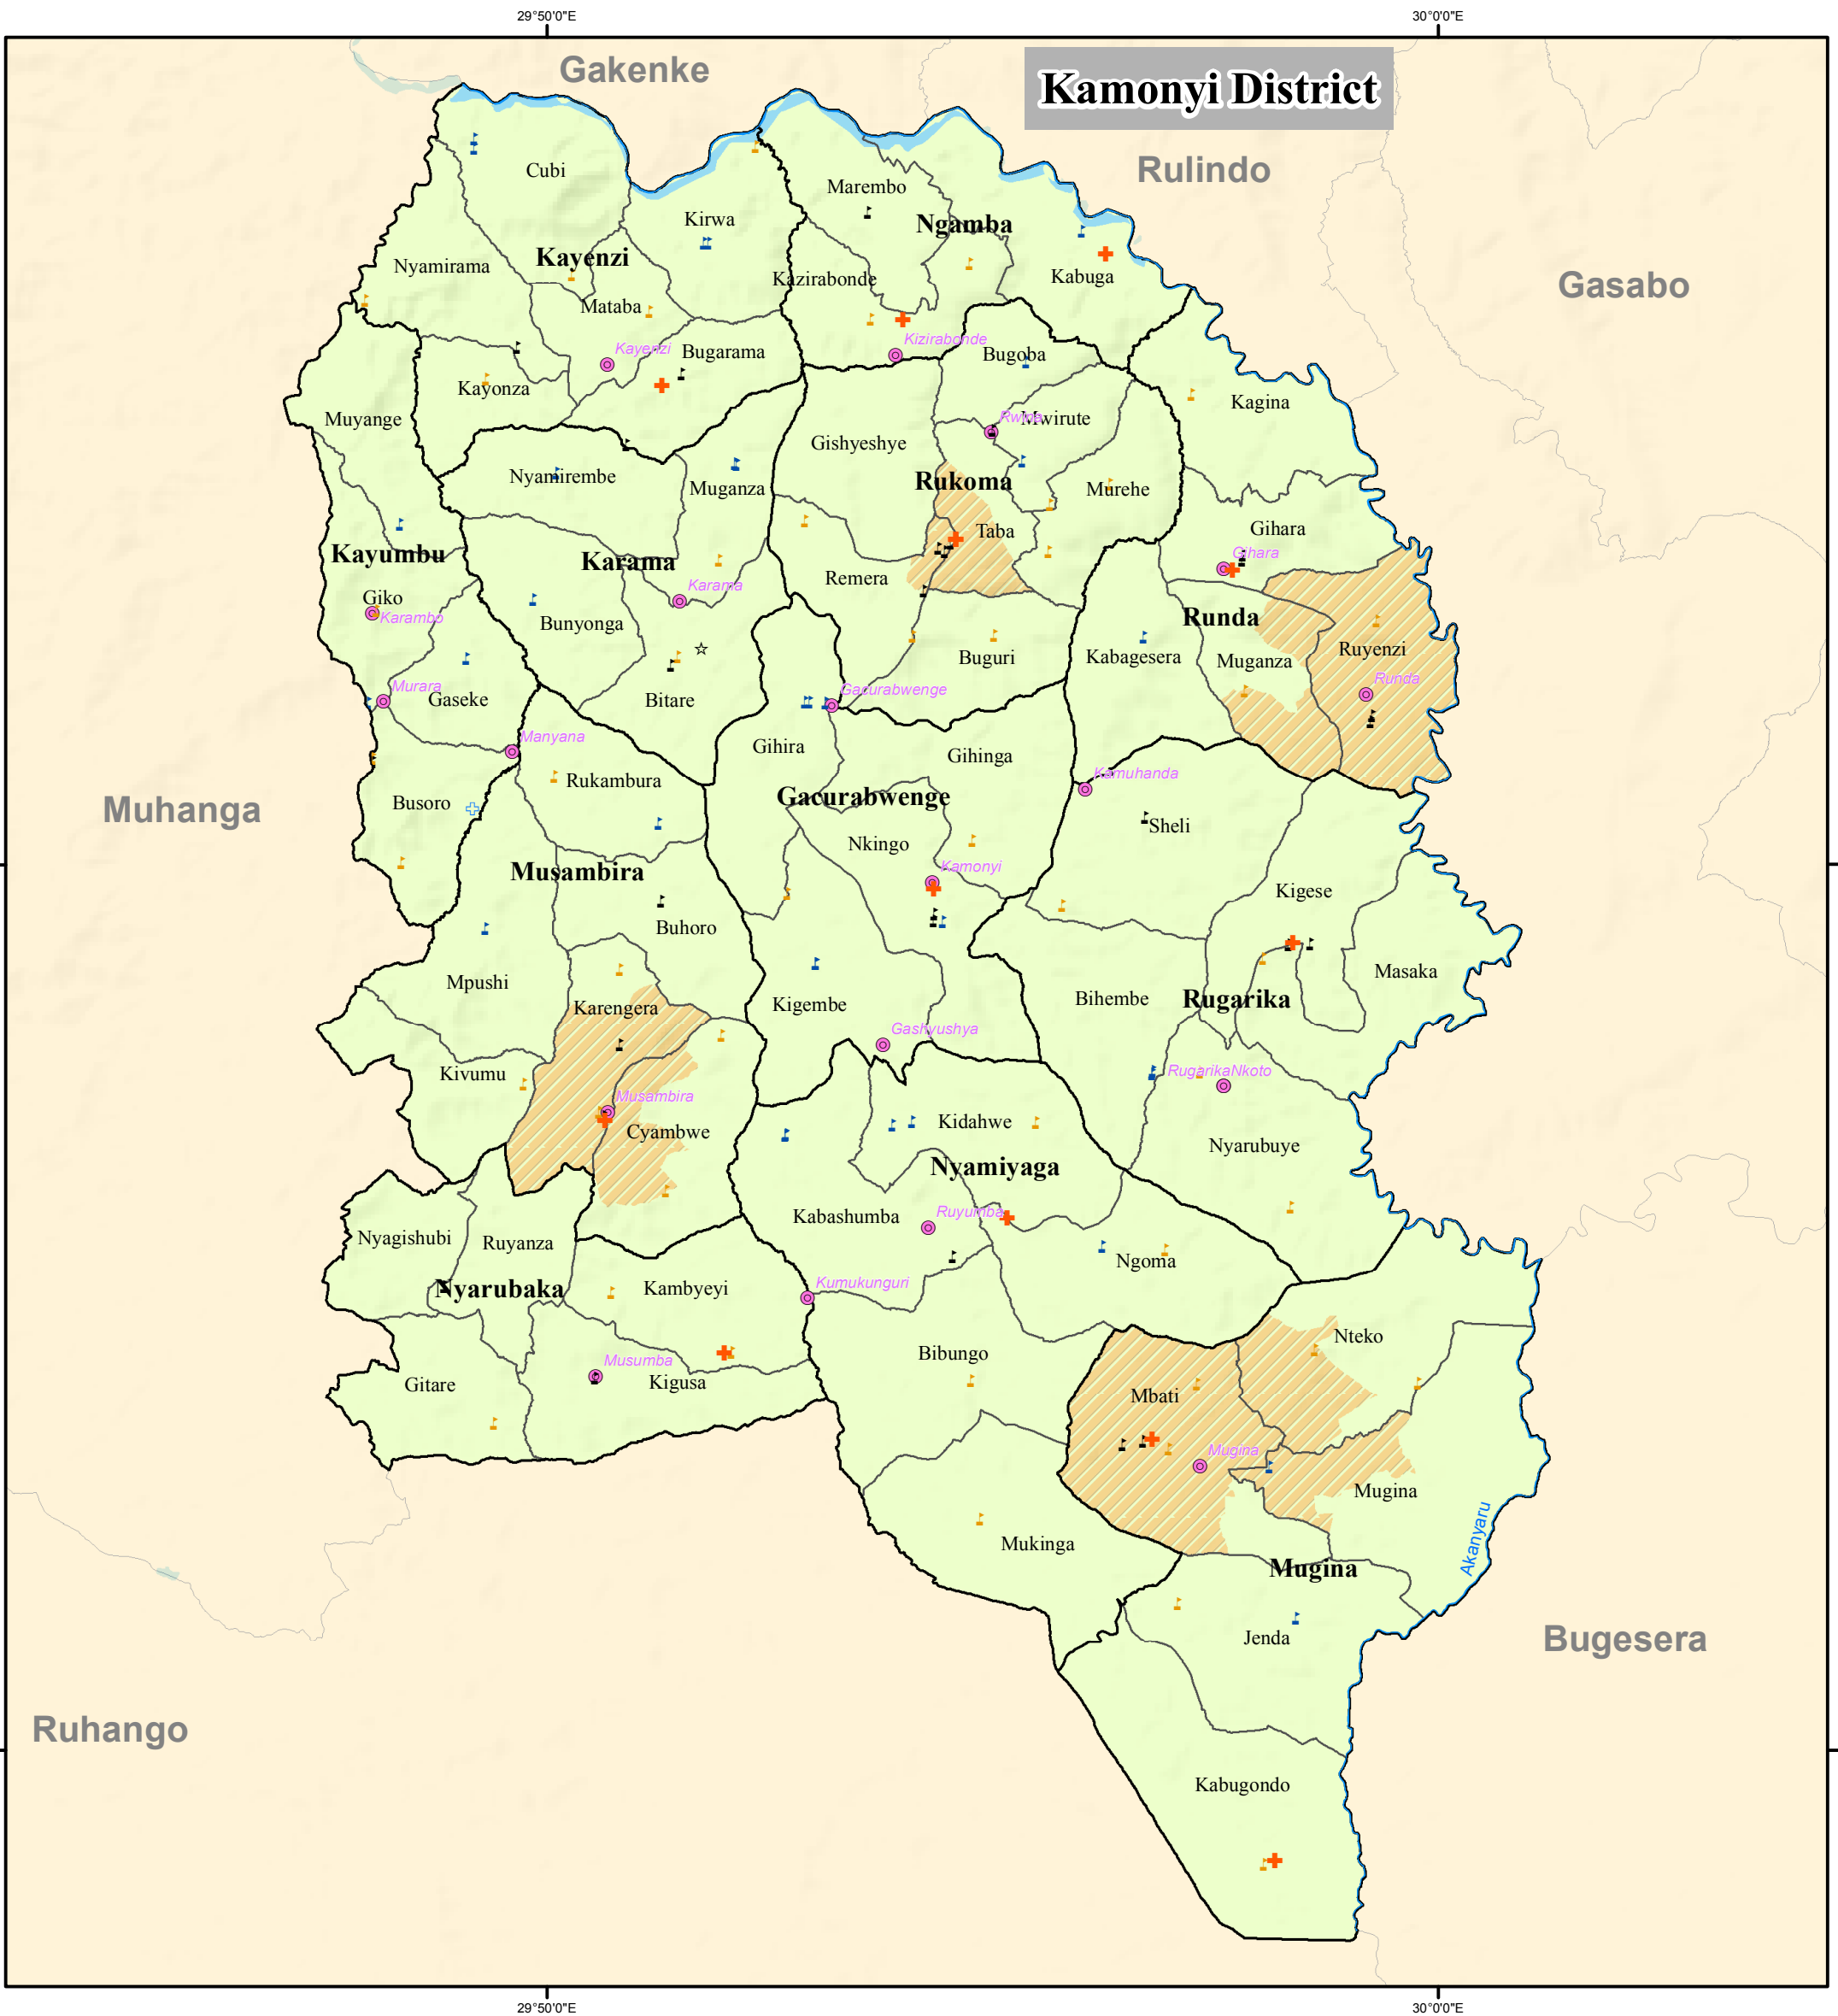 29°50'0"E
30°0'0"E
Gakenke
Kamonyi District
Rulindo
Cubi
Marembo
Kirwa
Ngamba
Kayenzi
Nyamirama
Kazirabonde
Kabuga
Gasabo
Mataba
Kizirabonde
Kayenzi
Bugarama
Bugoba
Kayonza
Kagina
Muyange
Rwina
Mwirute
Gishyeshye
Nyamirembe
Rukoma
Muganza
Murehe
Taba
Gihara
Kayumbu
Karama
Gihara
Remera
Karama
Giko
Karambo
Runda
Bunyonga
Ruyenzi
Buguri
Kabagesera
Muganza
Runda
Murara
Gaseke
Bitare
Gacurabwenge
Manyana
Gihira
Gihinga
Rukambura
Kamuhanda
Muhanga
Busoro
Gacurabwenge
Sheli
Nkingo
Musambira
Kamonyi
Kigese
Buhoro
Masaka
Mpushi
Bihembe
Rugarika
Karengera
Kigembe
Gashyushya
Kivumu
RugarikaNkoto
Musambira
Cyambwe
Kidahwe
Nyarubuye
Nyamiyaga
Kabashumba
Ruyumba
Nyagishubi
Ruyanza
Ngoma
Nyarubaka
Kambyeyi
Kumukunguri
Nteko
Bibungo
Musumba
Gitare
Kigusa
Mbati
Mugina
Mugina
Akanyaru
Mukinga
Mugina
Jenda
Bugesera
Ruhango
Kabugondo
29°50'0"E
30°0'0"E